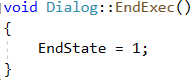 void Dialog::EndExec()
{
    EndState = 1;
}